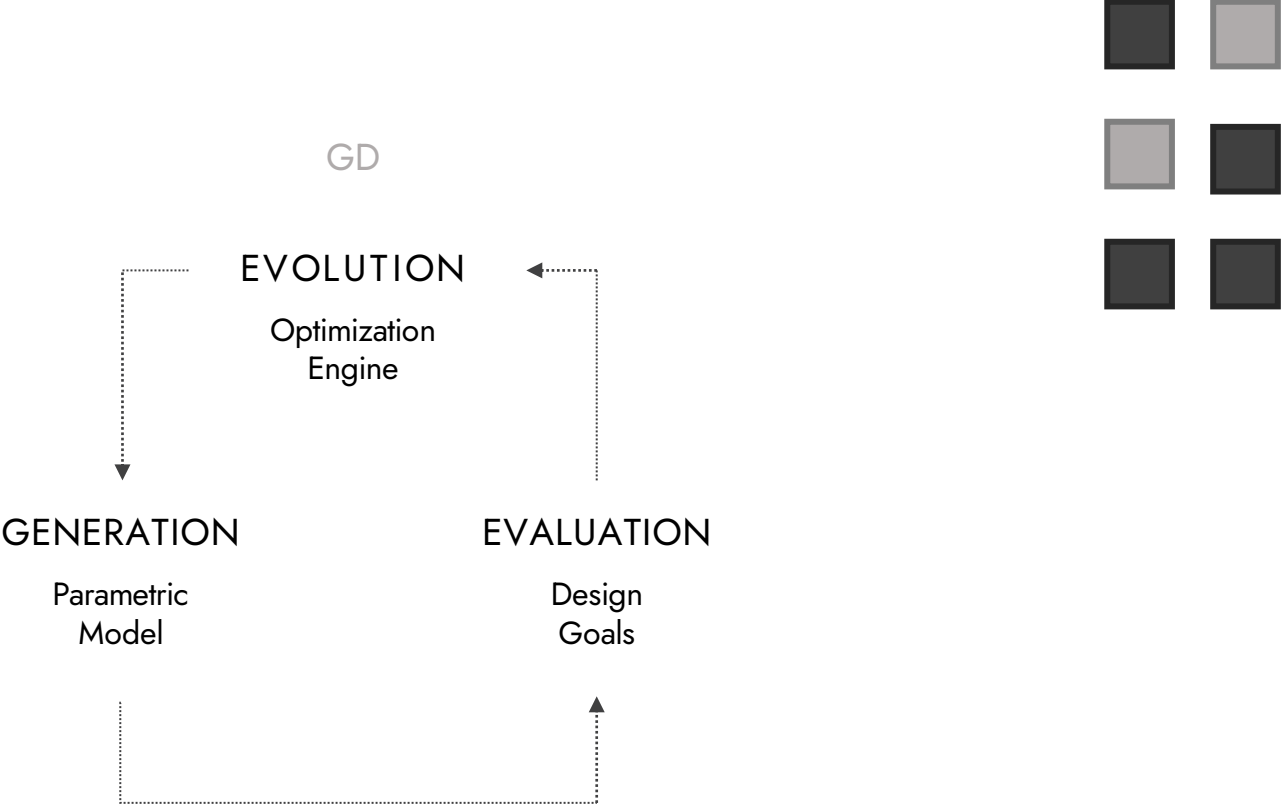 GD
EVOLUTION
Optimization
Engine
GENERATION
Parametric
Model
EVALUATION
Design
Goals